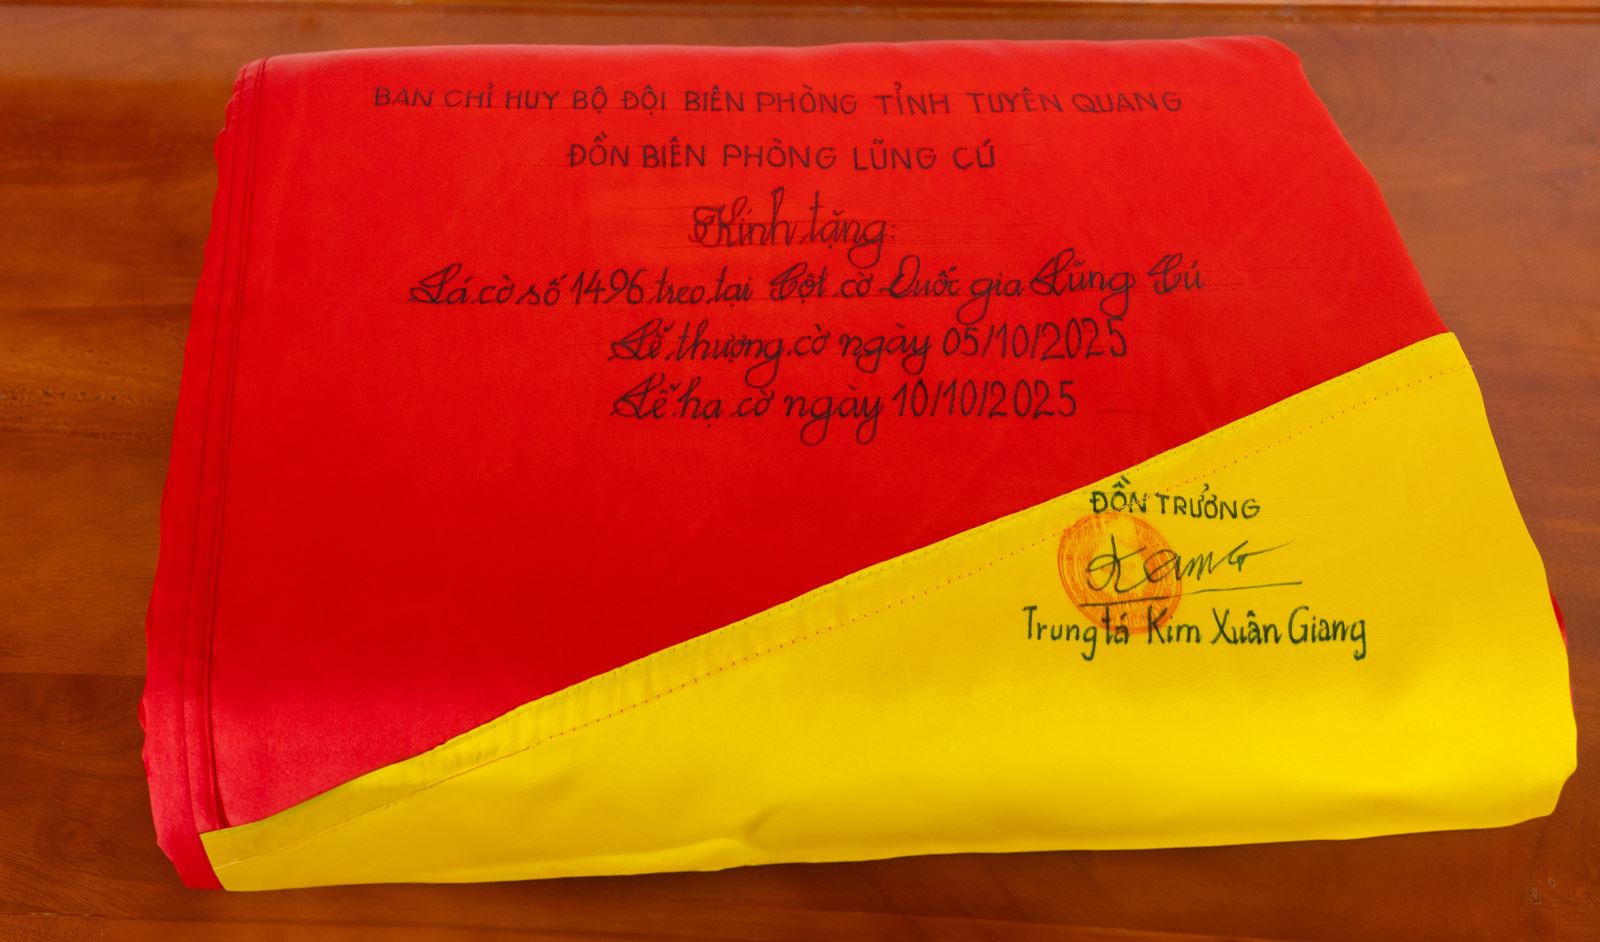 BAN CHỈ HUY BỘ ĐỘI BIÊN PHÒNG TỈNH TUYÊN QUANG
ĐỒN BIÊN PHÒNG LŨNG CÚ
Kính tặng:
Lá cờ số 1496 treo tại Cột cờ Quốc gia Lũng Cú
Lễ thượng cờ ngày 05/10/2025
Lễ hạ cờ ngày 10/10/2025
ĐỒN TRƯỞNG
Trung tá Kim Xuân Giang